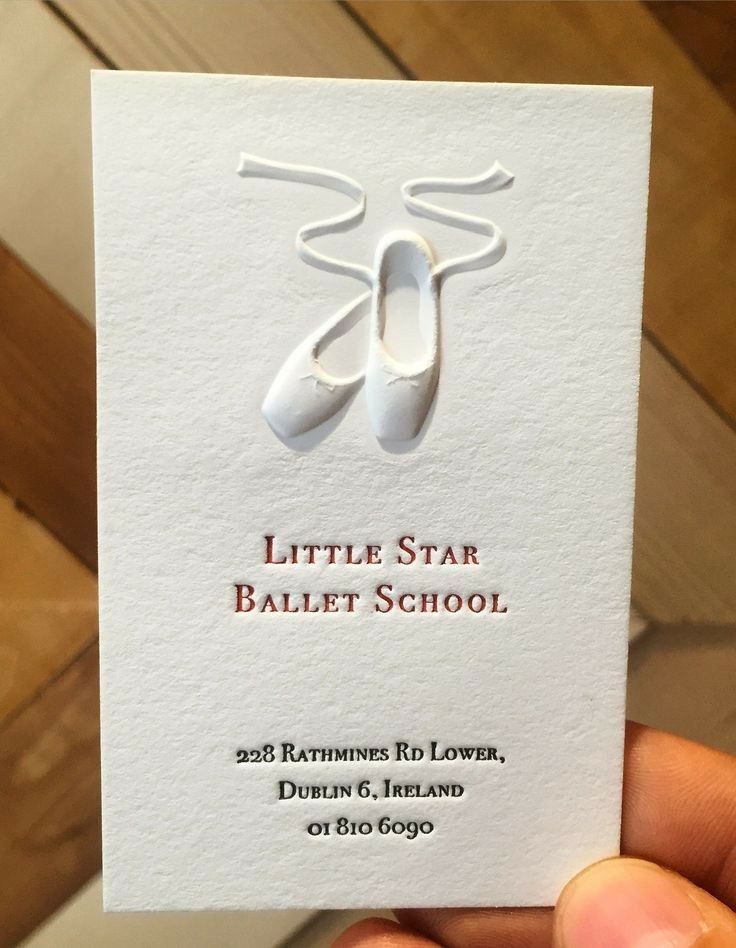 Little Star
Ballet School
228 Rathmines Rd Lower,
Dublin 6, Ireland
01 810 6090